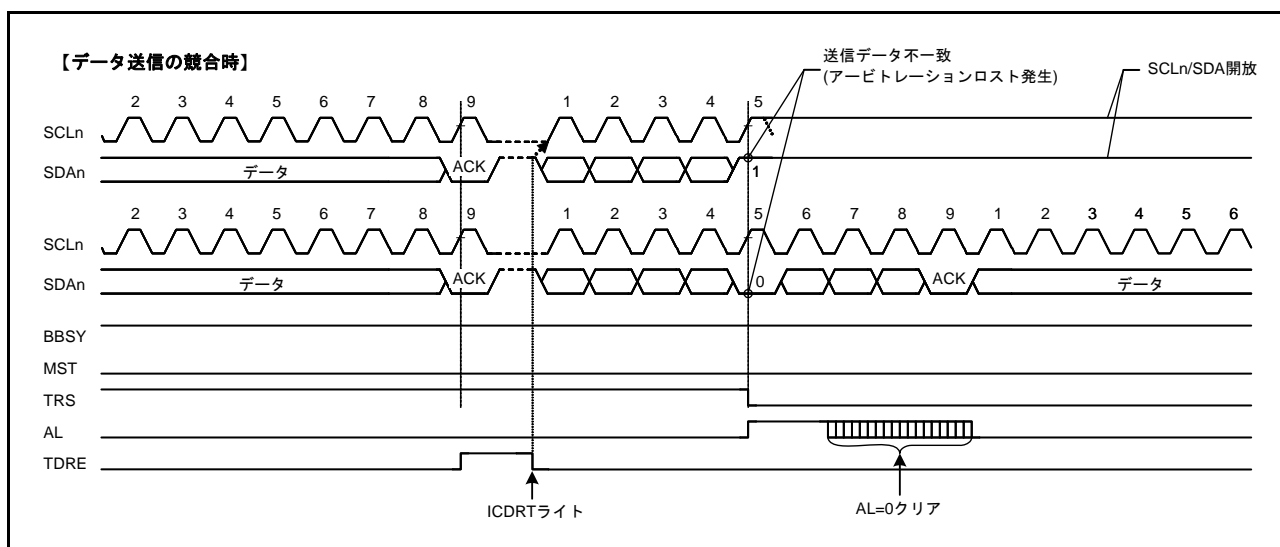 【データ送信の競合時】
送信データ不一致
(アービトレーションロスト発生)
SCLn/SDA開放
2 3 4 5 6 7 8 9 1 2 3 4 5
SCLn
SDAn データ ACK 1
2 3 4 5 6 7 8 9 1 2 3 4 5 6 7 8 9 1 2 3 4 5 6
SCLn
SDAn データ ACK 0 ACK データ
BBSY
MST
TRS
AL
TDRE
ICDRTライト AL=0クリア